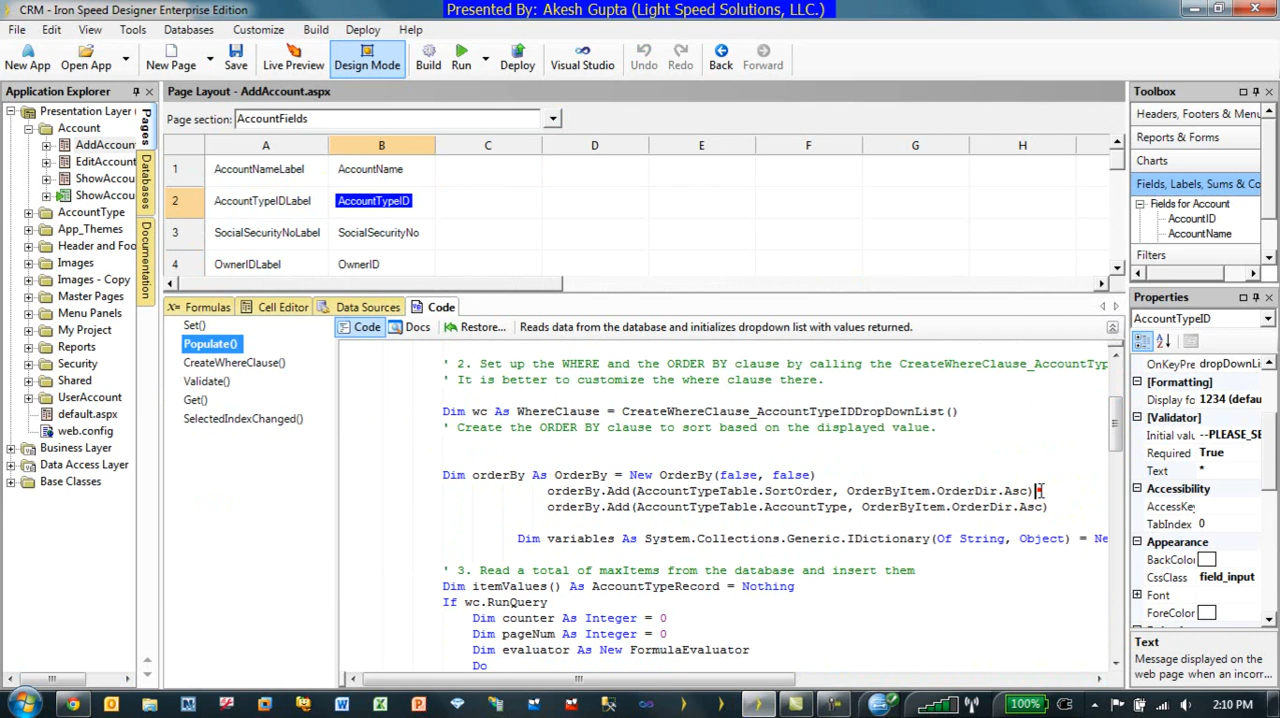 CRM - Iron Speed Designer Enterprise Edition
Presented By: Akesh Gupta (Light Speed Solutions, LLC.)
File Edit View Tools Databases Customize Build Deploy Help
New App Open App New Page Save Live Preview Design Mode Build Run Deploy Visual Studio Undo Redo Back Forward
Application Explorer
Presentation Layer (
Account
AddAccoun
EditAccount
ShowAccou
ShowAccou
AccountType
App_Themes
Header and Foo
Images
Images - Copy
Master Pages
Menu Panels
My Project
Reports
Security
Shared
UserAccount
default.aspx
web.config
Business Layer
Data Access Layer
Base Classes
Pages
Databases
Documentation
Page Layout - AddAccount.aspx
Page section: AccountFields
A B C D E F G H
1 AccountNameLabel AccountName
2 AccountTypeIDLabel AccountTypeID
3 SocialSecurityNoLabel SocialSecurityNo
4 OwnerIDLabel OwnerID
Formulas Cell Editor Data Sources Code
Set()
Populate()
CreateWhereClause()
Validate()
Get()
SelectedIndexChanged()
Code Docs Restore... Reads data from the database and initializes dropdown list with values returned.
' 2. Set up the WHERE and the ORDER BY clause by calling the CreateWhereClause_AccountTyp
' It is better to customize the where clause there.
Dim wc As WhereClause = CreateWhereClause_AccountTypeIDDropDownList()
' Create the ORDER BY clause to sort based on the displayed value.
Dim orderBy As OrderBy = New OrderBy(false, false)
orderBy.Add(AccountTypeTable.SortOrder, OrderByItem.OrderDir.Asc)
orderBy.Add(AccountTypeTable.AccountType, OrderByItem.OrderDir.Asc)
Dim variables As System.Collections.Generic.IDictionary(Of String, Object) = Ne
' 3. Read a total of maxItems from the database and insert them
Dim itemValues() As AccountTypeRecord = Nothing
If wc.RunQuery
Dim counter As Integer = 0
Dim pageNum As Integer = 0
Dim evaluator As New FormulaEvaluator
Do
Toolbox
Headers, Footers & Menu
Reports & Forms
Charts
Fields, Labels, Sums & Co
Fields for Account
AccountID
AccountName
Filters
Properties
AccountTypeID
OnKeyPre dropDownLi
[Formatting]
Display fo 1234 (defau
[Validator]
Initial valu --PLEASE_SE
Required True
Text *
Accessibility
AccessKey
TabIndex 0
Appearance
BackColo
CssClass field_input
Font
ForeColor
Text
Message displayed on the
web page when an incorr
100%
2:10 PM